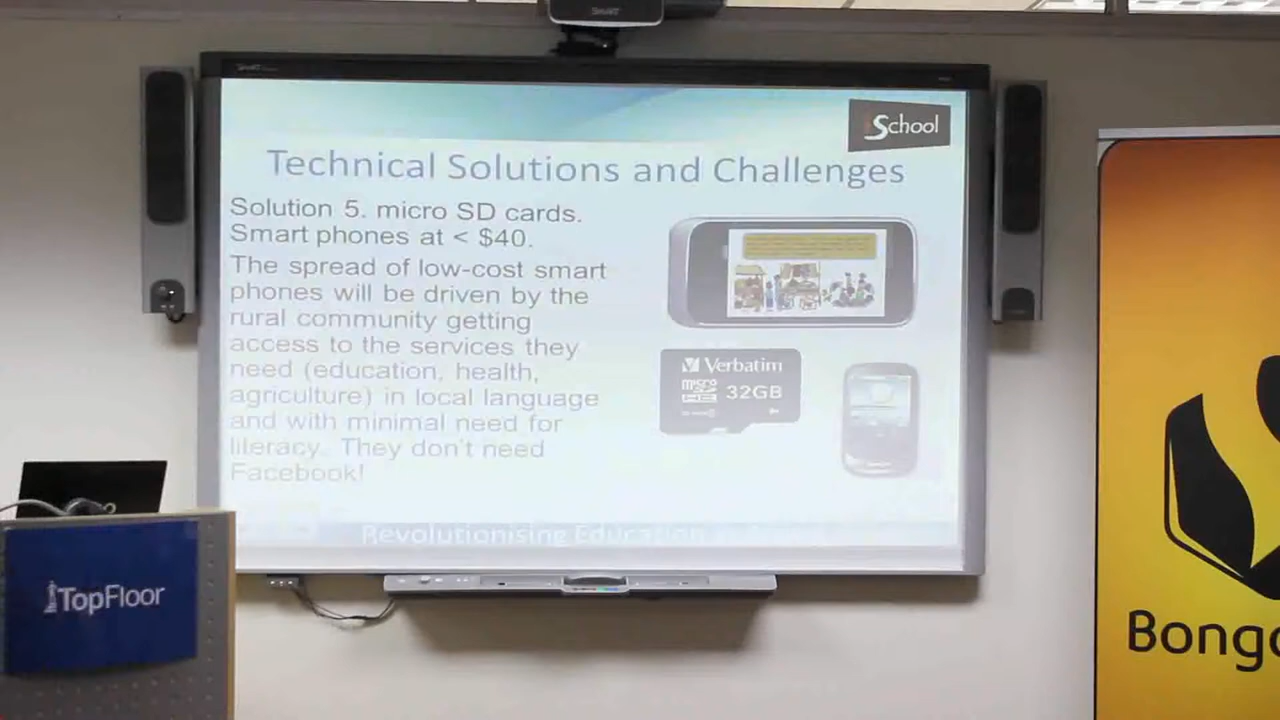 SMART
SMART
School
Technical Solutions and Challenges
Solution 5. micro SD cards.
Smart phones at < $40.
The spread of low-cost smart
phones will be driven by the
rural community getting
access to the services they
need (education, health,
agriculture) in local language
and with minimal need for
literacy. They don't need
Facebook!
Verbatim
micro
32GB
Revolutionising Education
TopFloor
Bongo